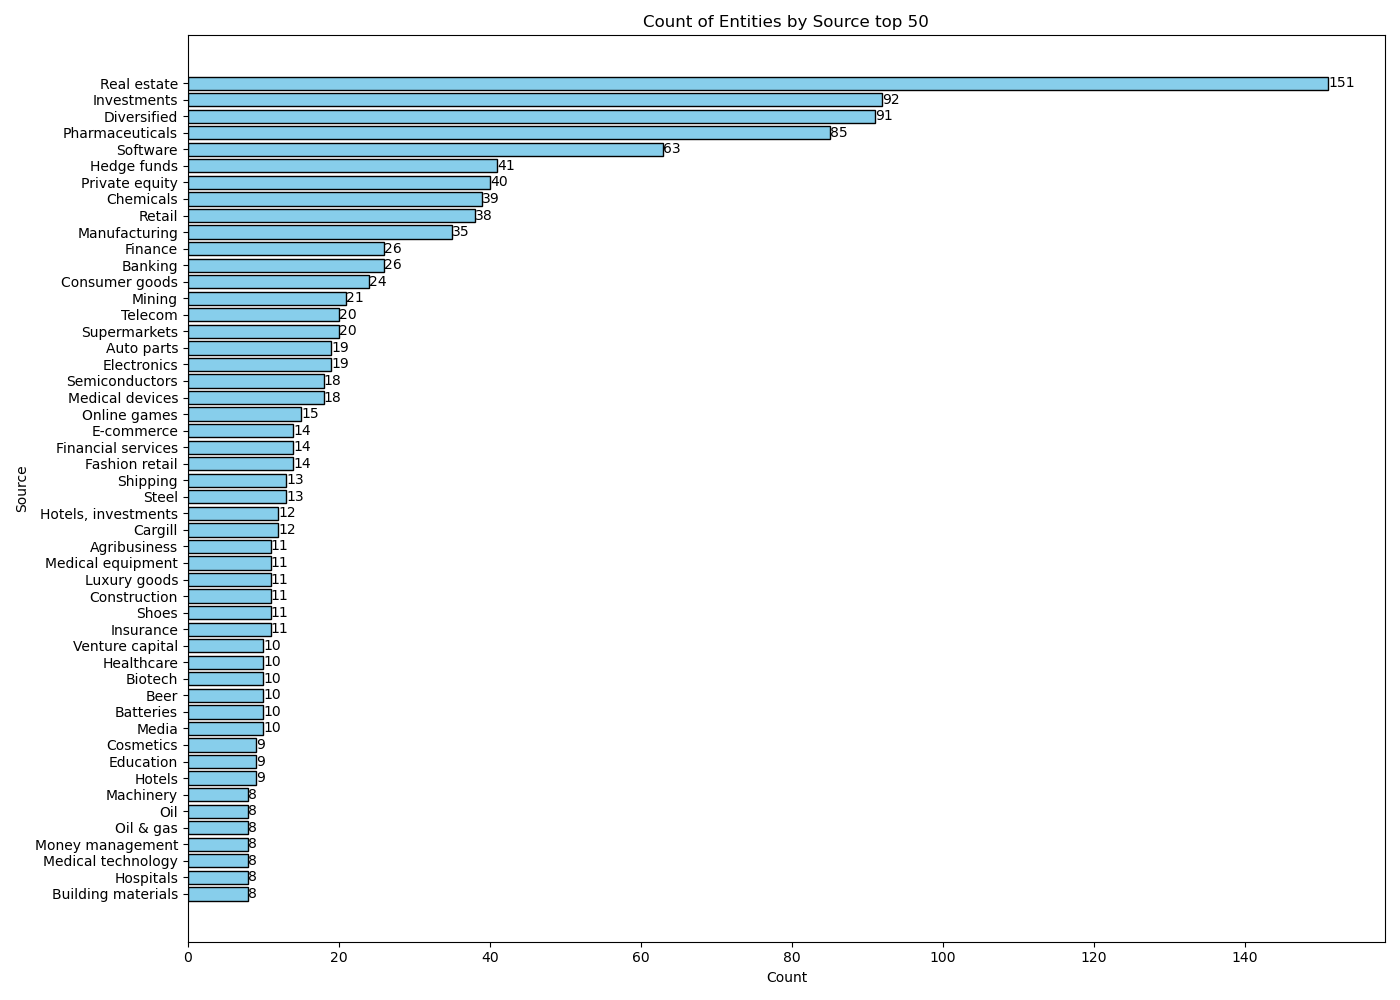 Count of Entities by Source top 50
Real estate 151
Investments 92
Diversified 91
Pharmaceuticals 85
Software 63
Hedge funds 41
Private equity 40
Chemicals 39
Retail 38
Manufacturing 35
Finance 26
Banking 26
Consumer goods 24
Mining 21
Telecom 20
Supermarkets 20
Auto parts 19
Electronics 19
Semiconductors 18
Medical devices 18
Online games 15
E-commerce 14
Financial services 14
Fashion retail 14
Shipping 13
Steel 13
Hotels, investments 12
Cargill 12
Agribusiness 11
Medical equipment 11
Luxury goods 11
Construction 11
Shoes 11
Insurance 11
Venture capital 10
Healthcare 10
Biotech 10
Beer 10
Batteries 10
Media 10
Cosmetics 9
Education 9
Hotels 9
Machinery 8
Oil 8
Oil & gas 8
Money management 8
Medical technology 8
Hospitals 8
Building materials 8
Source
0 20 40 60 80 100 120 140
Count